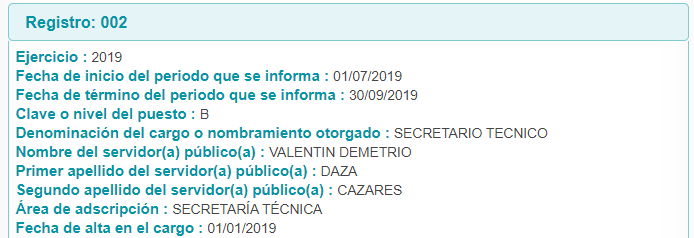 Registro: 002
Ejercicio : 2019
Fecha de inicio del periodo que se informa : 01/07/2019
Fecha de término del periodo que se informa : 30/09/2019
Clave o nivel del puesto : B
Denominación del cargo o nombramiento otorgado : SECRETARIO TECNICO
Nombre del servidor(a) público(a) : VALENTIN DEMETRIO
Primer apellido del servidor(a) público(a) : DAZA
Segundo apellido del servidor(a) público(a) : CAZARES
Área de adscripción : SECRETARÍA TÉCNICA
Fecha de alta en el cargo : 01/01/2019